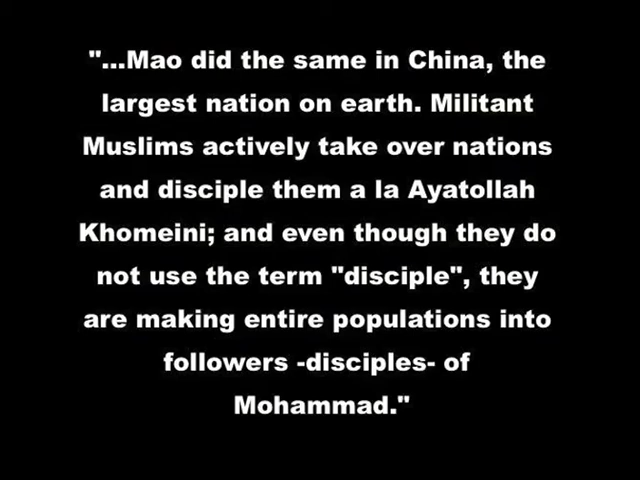 "...Mao did the same in China, the
largest nation on earth. Militant
Muslims actively take over nations
and disciple them a la Ayatollah
Khomeini; and even though they do
not use the term "disciple", they
are making entire populations into
followers -disciples- of
Mohammad."